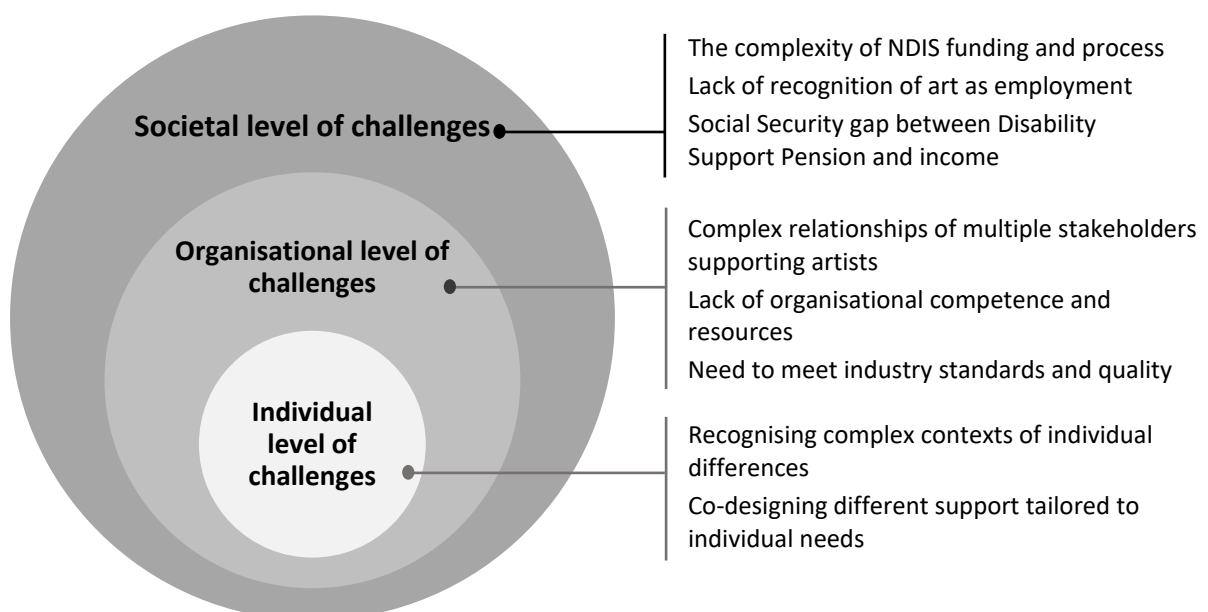 Societal level of challenges
The complexity of NDIS funding and process
Lack of recognition of art as employment
Social Security gap between Disability
Support Pension and income
Organisational level of
challenges
Complex relationships of multiple stakeholders
supporting artists
Lack of organisational competence and
resources
Need to meet industry standards and quality
Individual
level of
challenges
Recognising complex contexts of individual
differences
Co-designing different support tailored to
individual needs